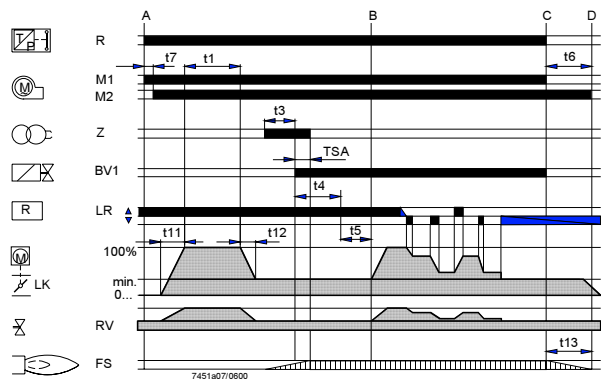 A B C D
T P
R
t7 t1 t6
M
M1
M2
t3
Z
TSA
BV1
t4
R
LR
t11 t12 t5
M
100%
LK
min.
0...
RV
t13
FS
7451a07/0600